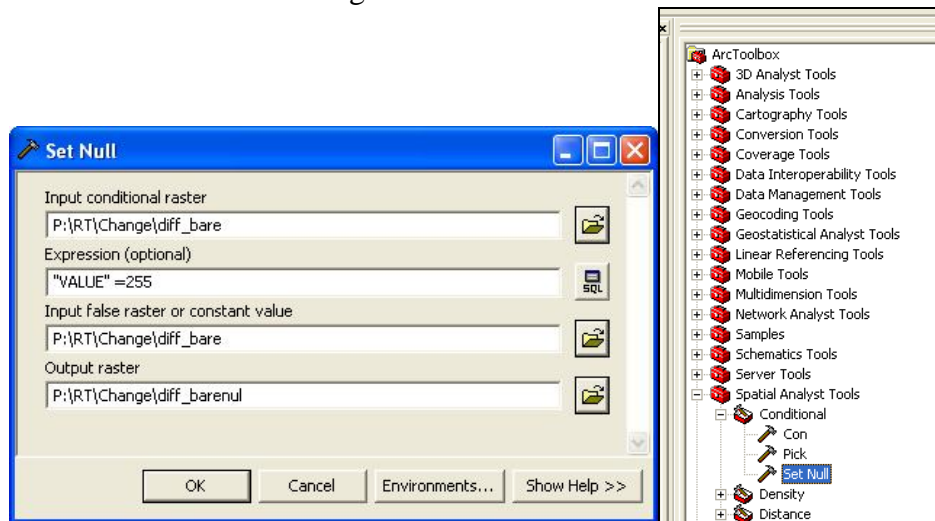 Set Null
Input conditional raster
P:\RT\Change\diff_bare
Expression (optional)
"VALUE" =255
SQL
Input false raster or constant value
P:\RT\Change\diff_bare
Output raster
P:\RT\Change\diff_barenul
OK
Cancel
Environments...
Show Help >>
ArcToolbox
3D Analyst Tools
Analysis Tools
Cartography Tools
Conversion Tools
Coverage Tools
Data Interoperability Tools
Data Management Tools
Geocoding Tools
Geostatistical Analyst Tools
Linear Referencing Tools
Mobile Tools
Multidimension Tools
Network Analyst Tools
Samples
Schematics Tools
Server Tools
Spatial Analyst Tools
Conditional
Con
Pick
Set Null
Density
Distance